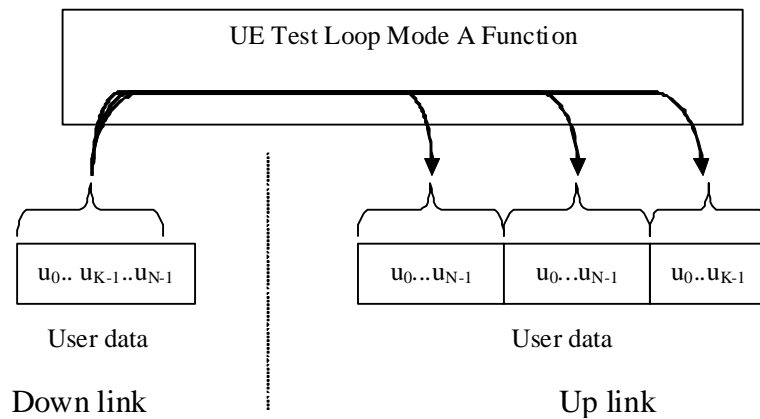 UE Test Loop Mode A Function
u0.. uK-1..uN-1
u0...uN-1
u0...uN-1
u0..uK-1
User data
User data
Down link
Up link